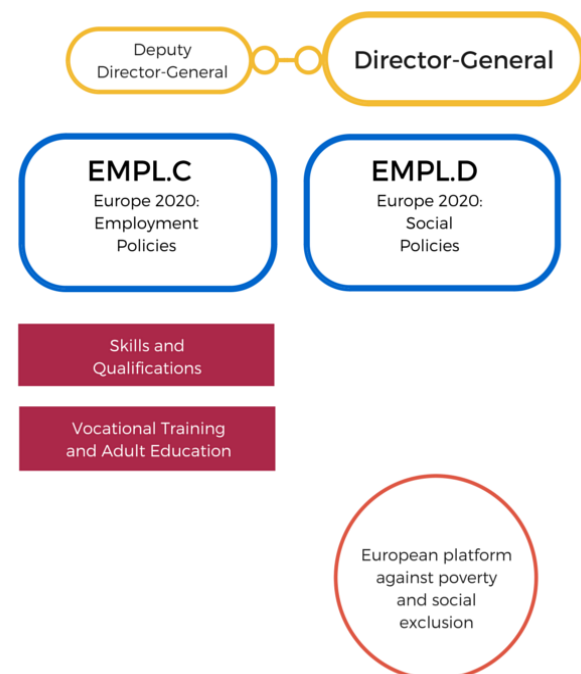 Deputy
Director-General
Director-General
EMPL.C
Europe 2020:
Employment
Policies
EMPL.D
Europe 2020:
Social
Policies
Skills and
Qualifications
Vocational Training
and Adult Education
European platform
against poverty
and social
exclusion